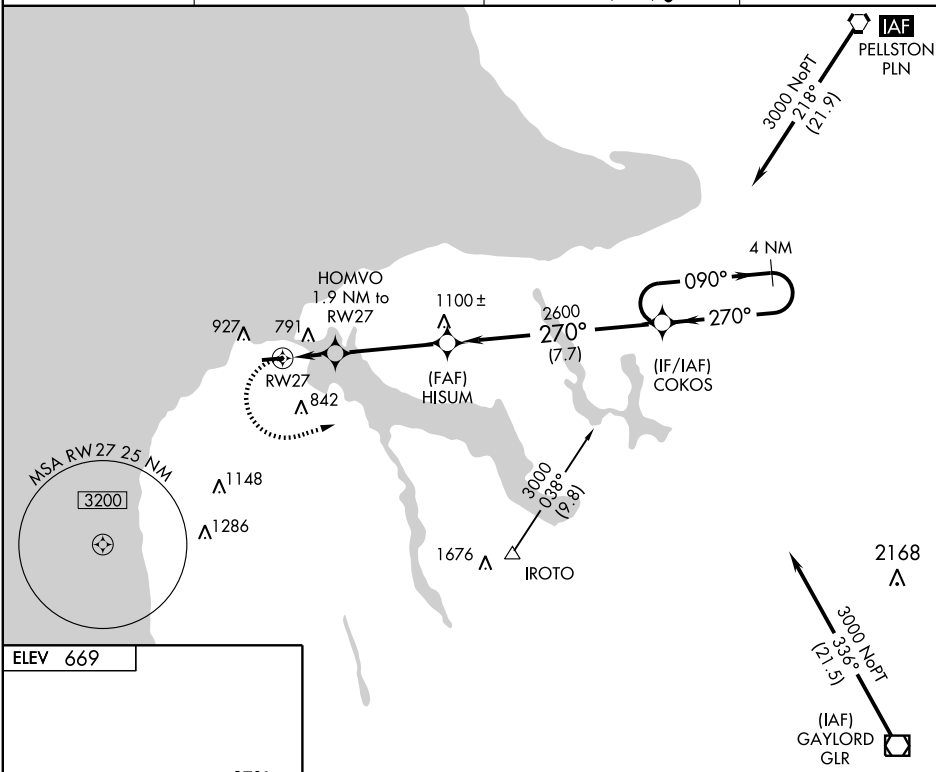 IAF
PELLSTON
PLN
3000 NoPT
218°
(21.9)
4 NM
090°
270°
HOMVO
1.9 NM to
RW27
1100 ±
2600
270°
(7.7)
927
791
(IF/IAF)
COKOS
RW27
(FAF)
HISUM
842
MSA RW27 25 NM
3200
1148
1286
3000
038°
(9.8)
1676
IROTO
2168
3000 NoPT
336°
(21.5)
(IAF)
GAYLORD
GLR
ELEV 669